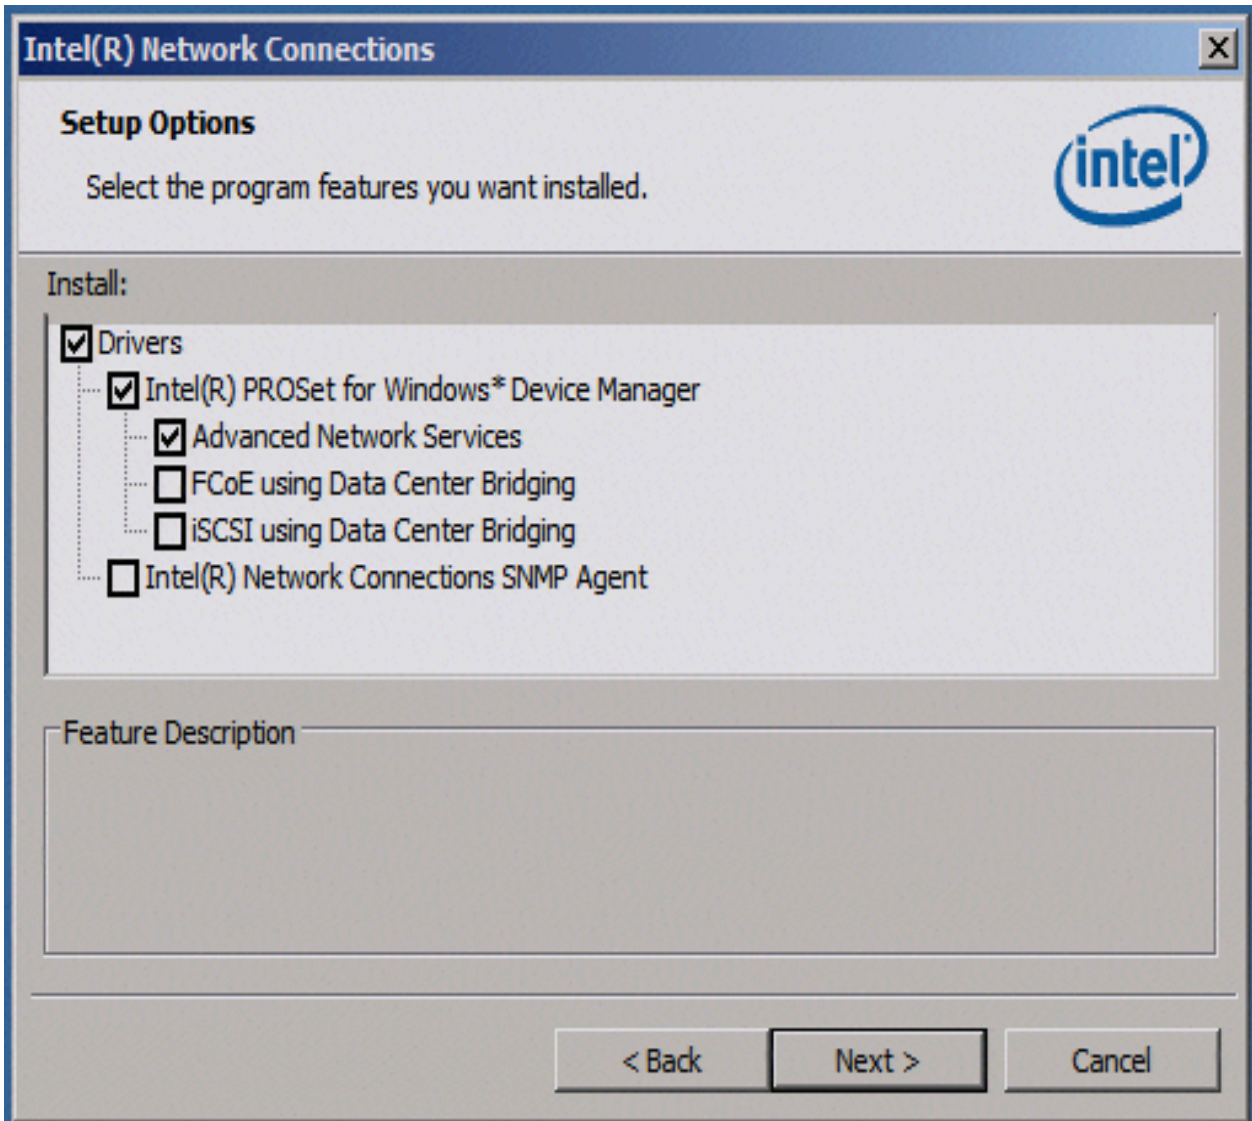 Intel(R) Network Connections
Setup Options
Select the program features you want installed.
intel
Install:
Drivers
Intel(R) PROSet for Windows* Device Manager
Advanced Network Services
FCoE using Data Center Bridging
iSCSI using Data Center Bridging
Intel(R) Network Connections SNMP Agent
Feature Description
< Back
Next >
Cancel